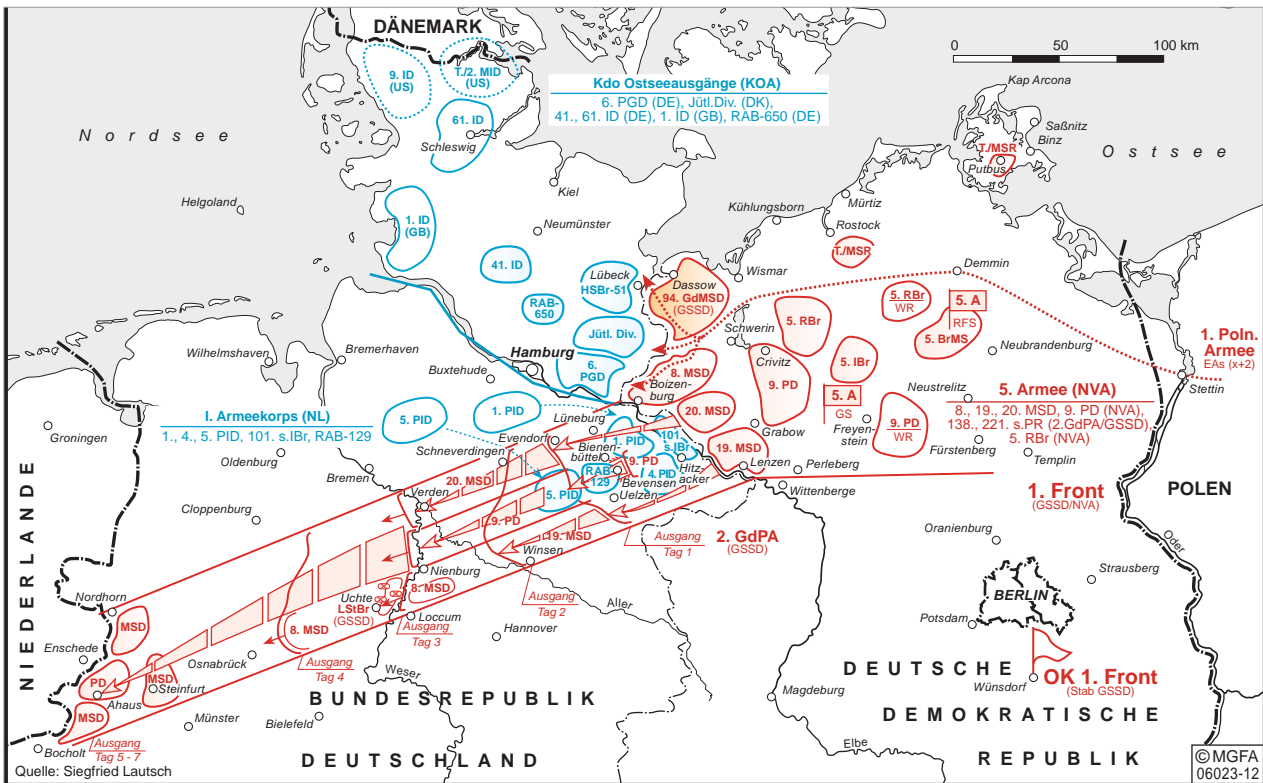 DÄNEMARK
0 50 100 km
Kap Arcona
9. ID
(US)
T./2. MID
(US)
Kdo Ostseeausgänge (KOA)
6. PGD (DE), Jütl.Div. (DK),
41., 61. ID (DE), 1. ID (GB), RAB-650 (DE)
61. ID
Schleswig
Nordsee
Ostsee
Saßnitz
Binz
T./MSR
Putbus
Helgoland
Kiel
Neumünster
1. ID
(GB)
Kühlungsborn
Mürtiz
Rostock
T./MSR
41. ID
Lübeck
HSBr-51
Dassow
94. GdMSD
(GSSD)
Wismar
Demmin
RAB-
650
5. RBr
WR
5. A
RFS
5. BrMS
Schwerin
5. RBr
Jütl. Div.
Wilhelmshaven
Bremerhaven
Hamburg
6.
PGD
Crivitz
9. PD
5. IBr
Neubrandenburg
1. Poln.
Armee
EAs (x+2)
Stettin
Buxtehude
8. MSD
Boizen-
burg
5. A
GS
Neustrelitz
5. Armee (NVA)
8., 19., 20. MSD, 9. PD (NVA),
138., 221. s.PR (2.GdPA/GSSD),
5. RBr (NVA)
I. Armeekorps (NL)
1., 4., 5. PID, 101. s.IBr, RAB-129
5. PID
1. PID
Lüneburg
20. MSD
Grabow
Freyen-
stein
9. PD
WR
Fürstenberg
Templin
Groningen
Oldenburg
Schneverdingen
Evendorf
Bienen-
büttel
1. PID
101.
s.IBr
19. MSD
Lenzen
Perleberg
Wittenberge
Bremen
Verden
20. MSD
9. PD
RAB-
129
4. PID
Hitz-
acker
Bevensen
Uelzen
5. PID
1. Front
(GSSD/NVA)
POLEN
NIEDERLANDE
Cloppenburg
9. PD
19. MSD
Winsen
Ausgang
Tag 1
2. GdPA
(GSSD)
Oranienburg
Oder
Strausberg
Nienburg
8. MSD
Uchte
LStBr
(GSSD)
Loccum
Ausgang
Tag 2
Aller
BERLIN
Potsdam
Nordhorn
MSD
Enschede
8. MSD
Ausgang
Tag 3
Hannover
Osnabrück
Ausgang
Tag 4
Weser
PD
Ahaus
MSD
Steinfurt
MSD
Münster
Bielefeld
Bocholt
Ausgang
Tag 5 - 7
BUNDESREPUBLIK
DEUTSCHLAND
Magdeburg
Elbe
DEUTSCHE
DEMOKRATISCHE
REPUBLIK
Wünsdorf
OK 1. Front
(Stab GSSD)
Quelle: Siegfried Lautsch
© MGFA
06023-12